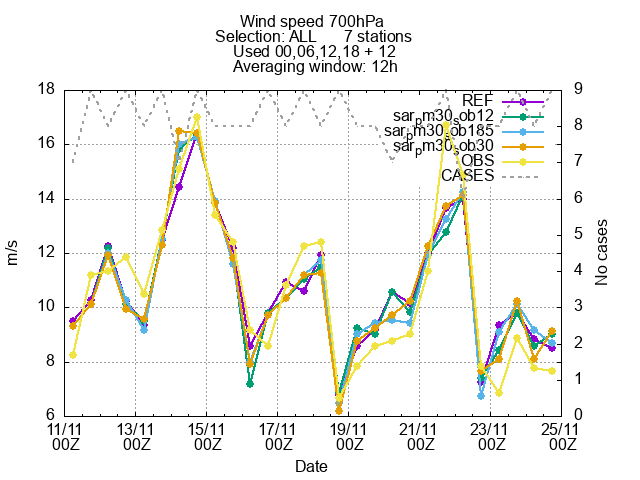 Wind speed 700hPa
Selection: ALL 7 stations
Used 00,06,12,18 + 12
Averaging window: 12h
REF
sar_pm30_sob12
sar_pm30_sob185
sar_pm30_sob30
OBS
CASES
18
16
14
12
10
8
6
m/s
9
8
7
6
5
4
3
2
1
0
No cases
11/11 13/11 15/11 17/11 19/11 21/11 23/11 25/11
00Z 00Z 00Z 00Z 00Z 00Z 00Z 00Z
Date